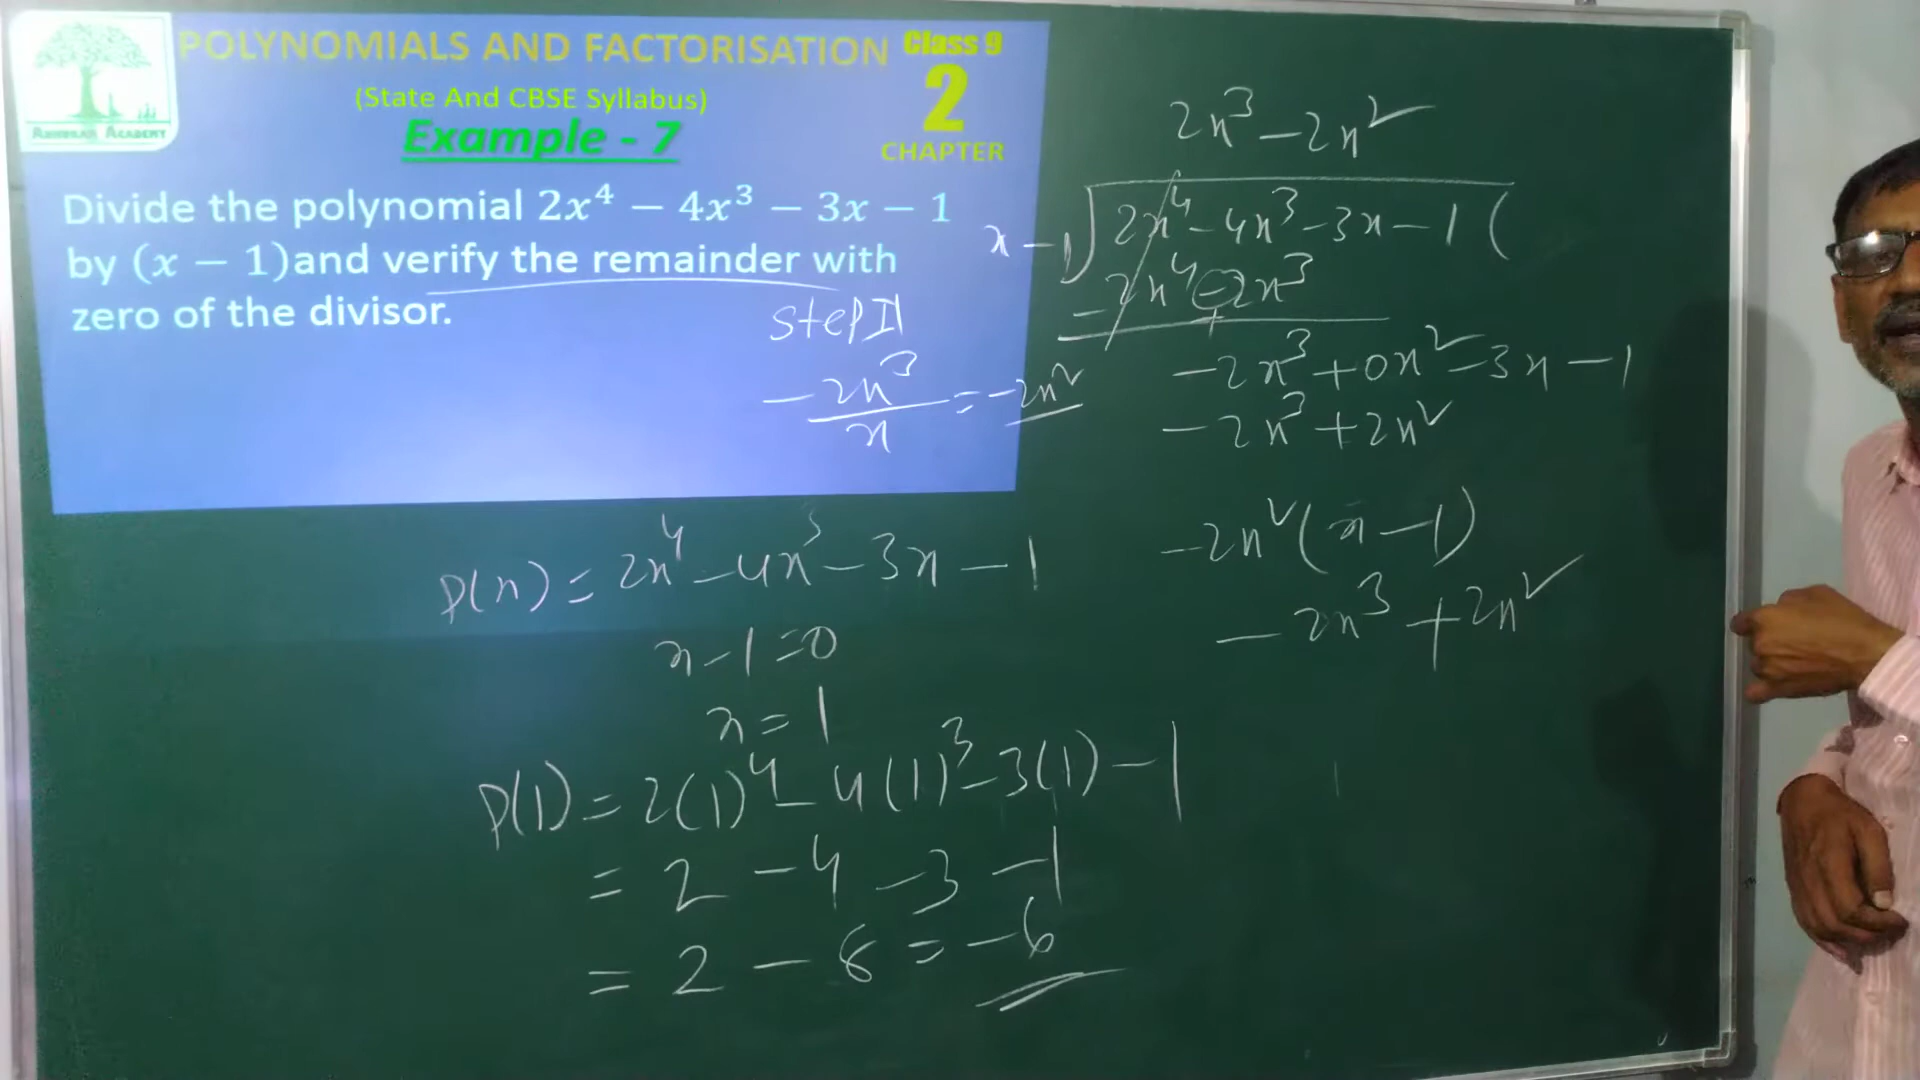 POLYNOMIALS AND FACTORISATION
Class 9
2
CHAPTER
(State And CBSE Syllabus)
Example - 7
Divide the polynomial 2x⁴ − 4x³ − 3x − 1
by (x − 1)and verify the remainder with
zero of the divisor.
Step II
-2x³/x = -2x²
2x³ - 2x²
x - 1) 2x⁴ - 4x³ - 3x - 1 (
2x⁴ - 2x³
- +
-2x³ + 0x² - 3x - 1
-2x³ + 2x²
-2x² (x - 1)
-2x³ + 2x²
p(x) = 2x⁴ - 4x³ - 3x - 1
x - 1 = 0
x = 1
p(1) = 2(1)⁴ - 4(1)³ - 3(1) - 1
= 2 - 4 - 3 - 1
= 2 - 8 = -6